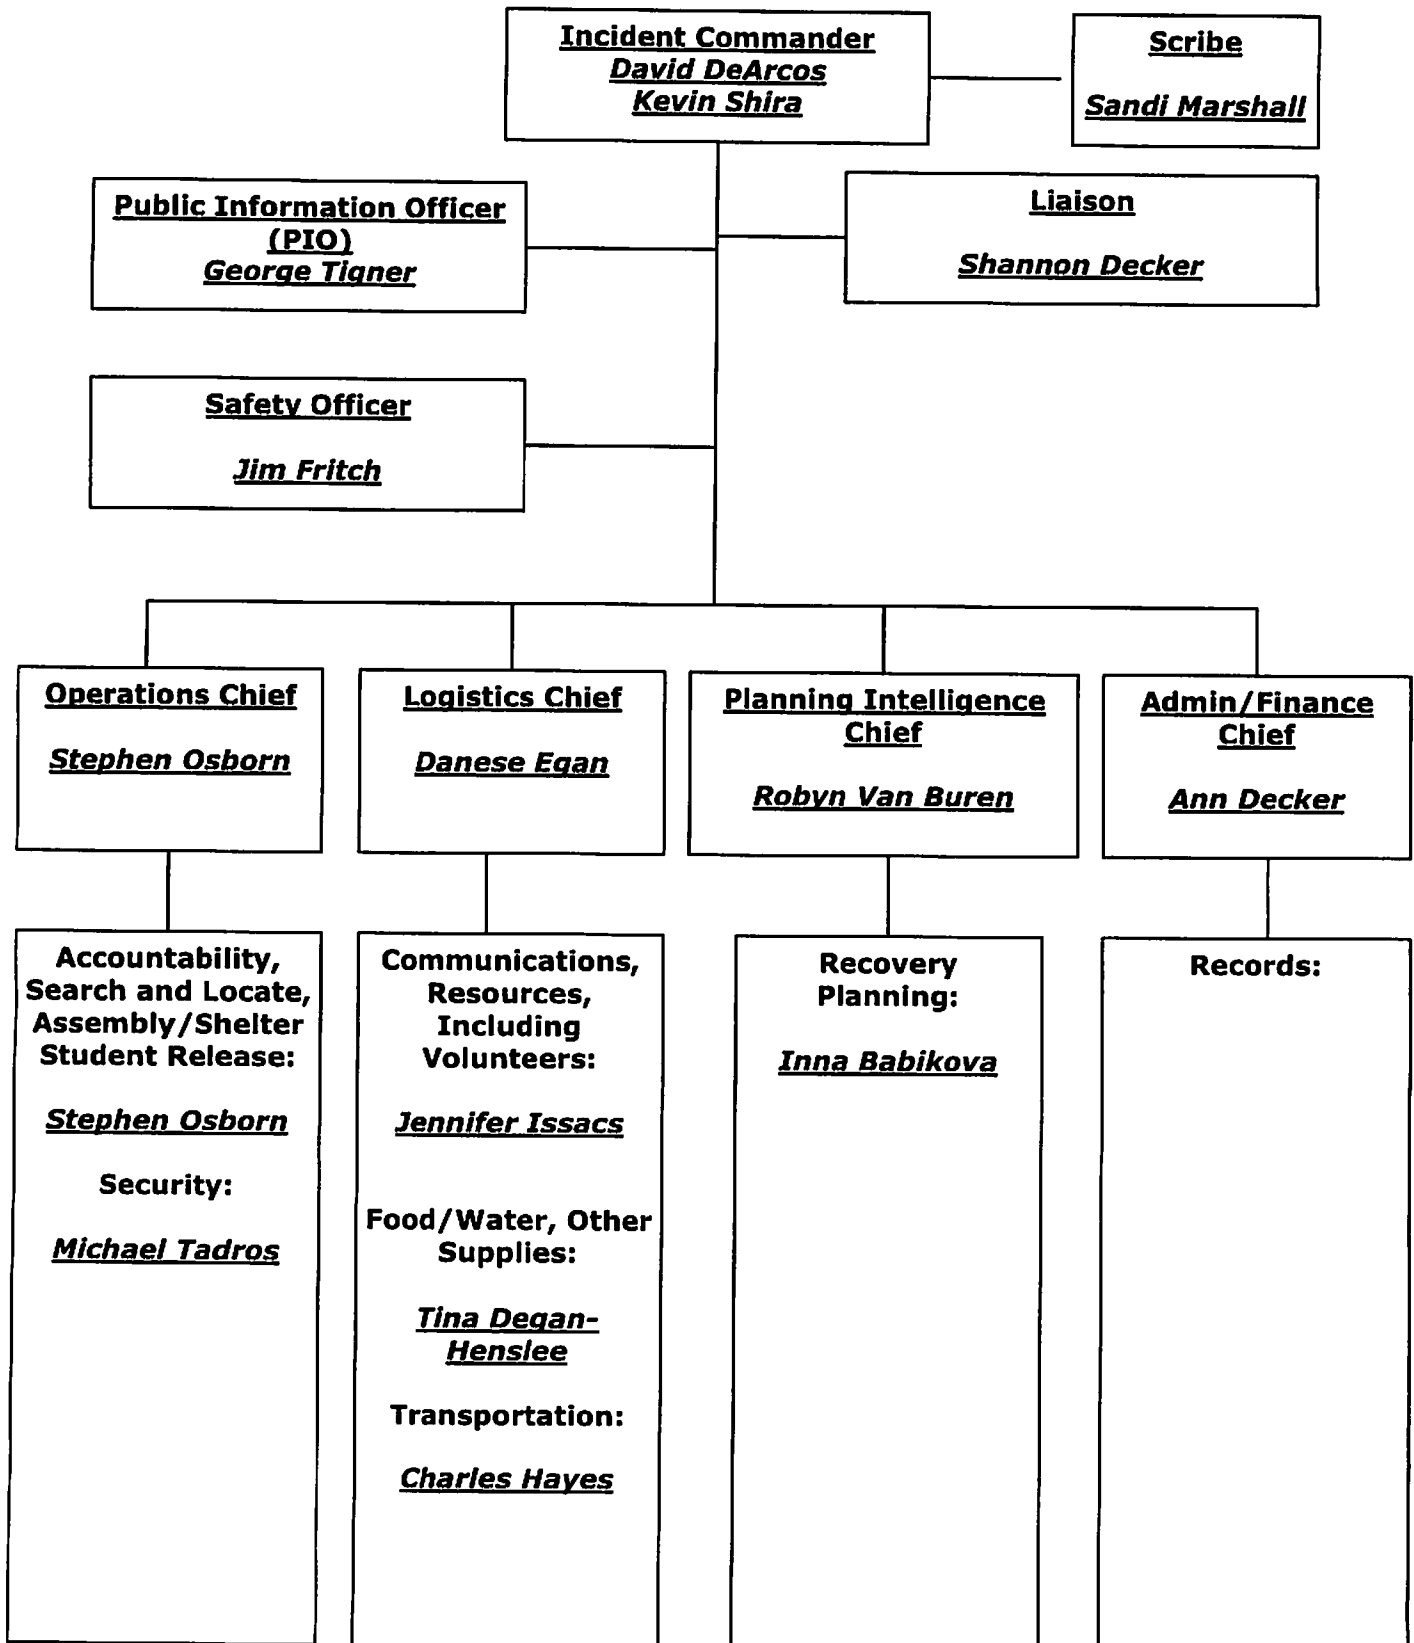 Incident Commander
David DeArcos
Kevin Shira
Scribe
Sandi Marshall
Public Information Officer
(PIO)
George Tigner
Liaison
Shannon Decker
Safety Officer
Jim Fritch
Operations Chief
Stephen Osborn
Logistics Chief
Danese Egan
Planning Intelligence
Chief
Robyn Van Buren
Admin/Finance
Chief
Ann Decker
Accountability,
Search and Locate,
Assembly/Shelter
Student Release:
Stephen Osborn
Security:
Michael Tadros
Communications,
Resources,
Including
Volunteers:
Jennifer Issacs
Food/Water, Other
Supplies:
Tina Degan-
Henslee
Transportation:
Charles Hayes
Recovery
Planning:
Inna Babikova
Records: